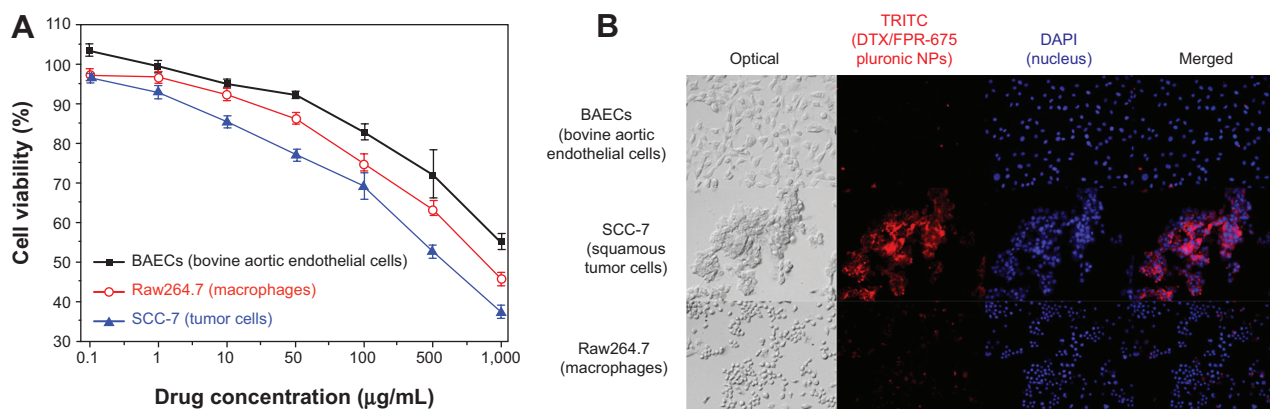 A
Cell viability (%)
110
100
90
80
70
60
50
40
30
BAECs (bovine aortic endothelial cells)
Raw264.7 (macrophages)
SCC-7 (tumor cells)
0.1 1 10 50 100 500 1,000
Drug concentration (µg/mL)
B
Optical
TRITC
(DTX/FPR-675
pluronic NPs)
DAPI
(nucleus)
Merged
BAECs
(bovine aortic
endothelial cells)
SCC-7
(squamous
tumor cells)
Raw264.7
(macrophages)